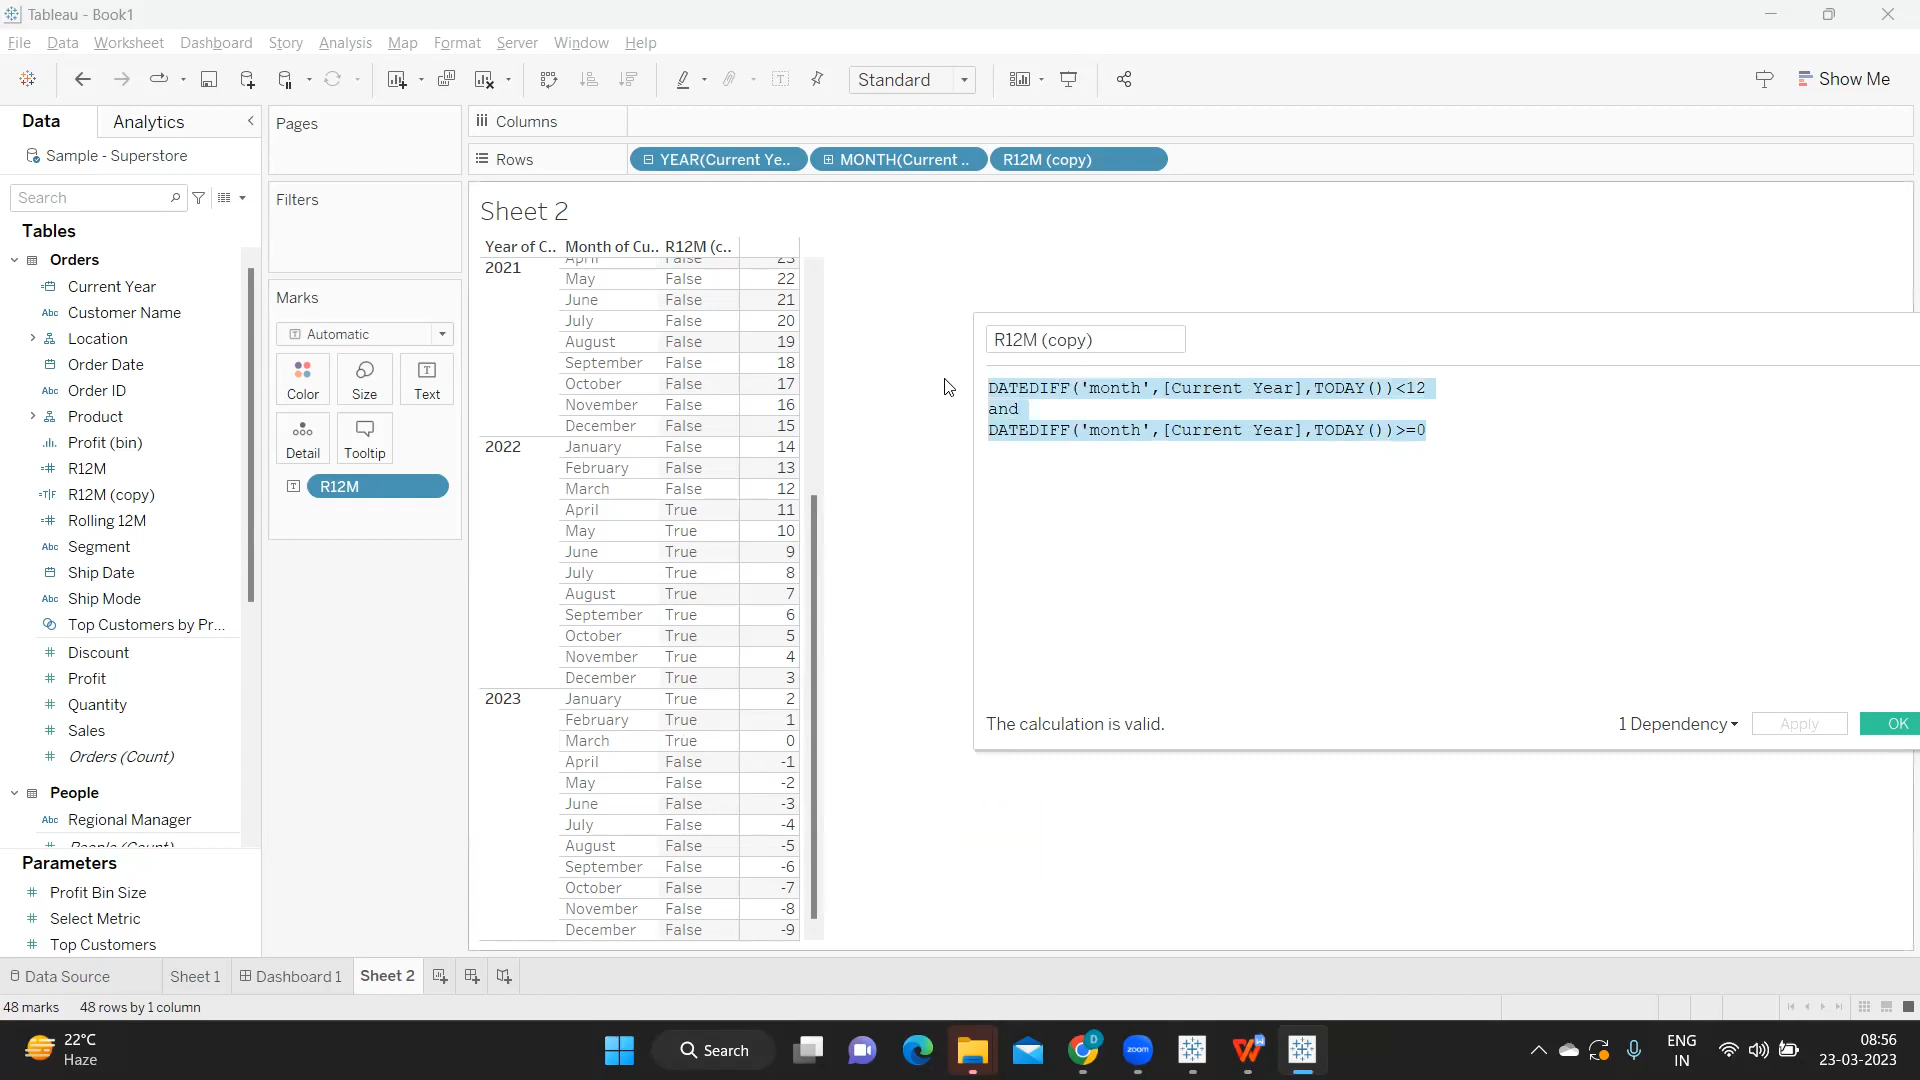 Tableau - Book1
File Data Worksheet Dashboard Story Analysis Map Format Server Window Help
Standard
Show Me
Data Analytics
Sample - Superstore
Search
Tables
Orders
Current Year
Abc Customer Name
Location
Order Date
Abc Order ID
Product
Profit (bin)
R12M
R12M (copy)
Rolling 12M
Abc Segment
Ship Date
Abc Ship Mode
Top Customers by Pr...
Discount
Profit
Quantity
Sales
Orders (Count)
People
Abc Regional Manager
People (Count)
Parameters
Profit Bin Size
Select Metric
Top Customers
Pages
Filters
Marks
Automatic
Color Size Text
Detail Tooltip
R12M
Columns
Rows YEAR(Current Ye.. MONTH(Current .. R12M (copy)
Sheet 2
Year of C.. Month of Cu.. R12M (c..
2021 April False 23
May False 22
June False 21
July False 20
August False 19
September False 18
October False 17
November False 16
December False 15
2022 January False 14
February False 13
March False 12
April True 11
May True 10
June True 9
July True 8
August True 7
September True 6
October True 5
November True 4
December True 3
2023 January True 2
February True 1
March True 0
April False -1
May False -2
June False -3
July False -4
August False -5
September False -6
October False -7
November False -8
December False -9
R12M (copy)
DATEDIFF('month',[Current Year],TODAY())<12
and
DATEDIFF('month',[Current Year],TODAY())>=0
The calculation is valid.
1 Dependency Apply OK
Data Source Sheet 1 Dashboard 1 Sheet 2
48 marks 48 rows by 1 column
22°C
Haze
Search
zoom
ENG
IN
08:56
23-03-2023